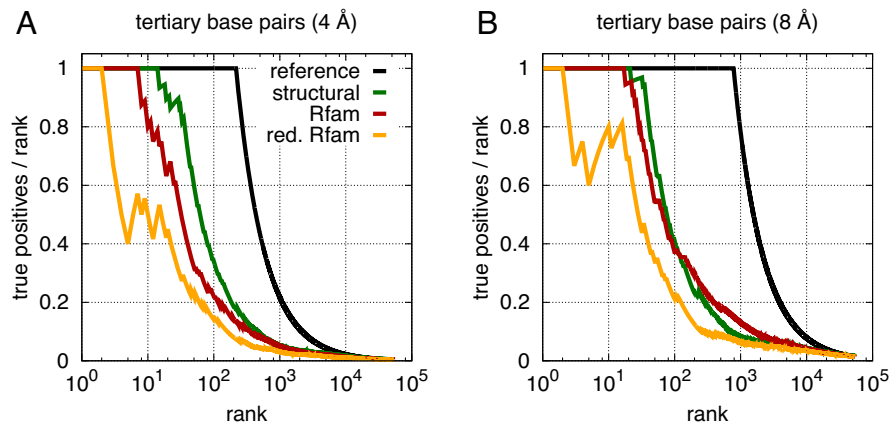 A
tertiary base pairs (4 Å)
true positives / rank
1
0.8
0.6
0.4
0.2
0
reference
structural
Rfam
red. Rfam
10^0
10^1
10^2
10^3
10^4
10^5
rank
B
tertiary base pairs (8 Å)
true positives / rank
1
0.8
0.6
0.4
0.2
0
10^0
10^1
10^2
10^3
10^4
10^5
rank